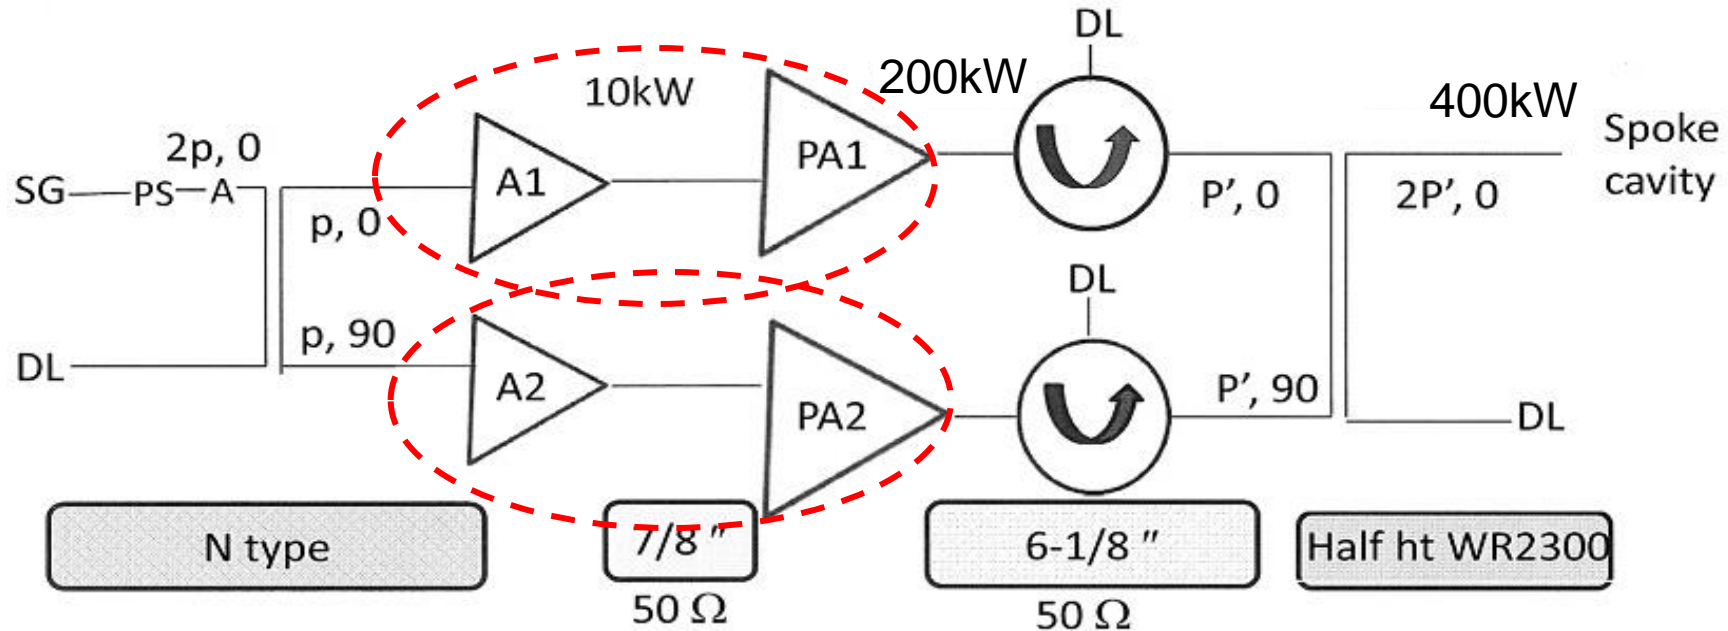 DL
10kW
200kW
400kW
Spoke
cavity
2p, 0
SG PS A
A1
PA1
p, 0
P’, 0
2P’, 0
DL
p, 90
DL
A2
PA2
P’, 90
DL
N type
7/8 ″
6-1/8 ″
Half ht WR2300
50 Ω
50 Ω